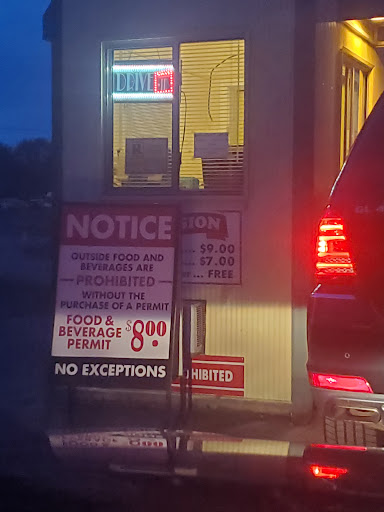 DRIVE IN
SION
... $9.00
... $7.00
... FREE
NOTICE
OUTSIDE FOOD AND
BEVERAGES ARE
PROHIBITED
WITHOUT THE
PURCHASE OF A PERMIT
FOOD &
BEVERAGE
PERMIT
$8.00
NO EXCEPTIONS
HIBITED